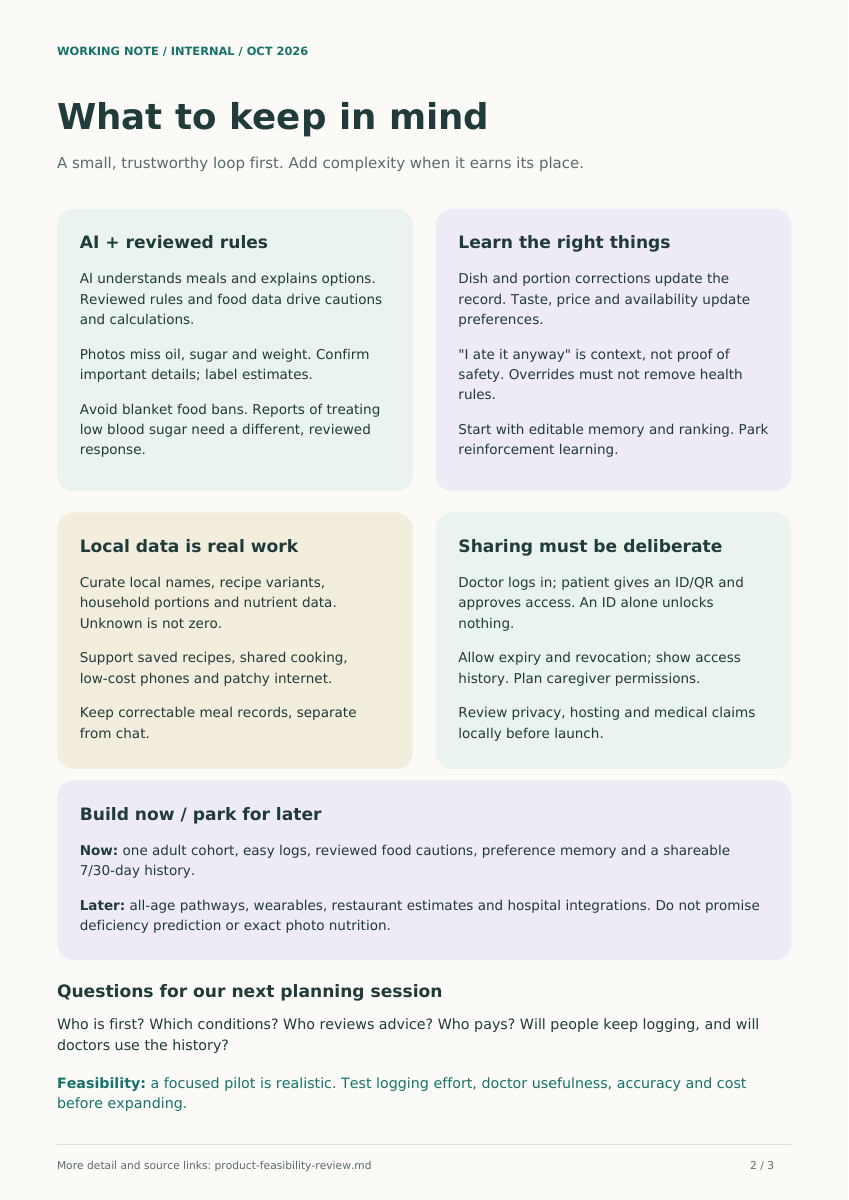 WORKING NOTE / INTERNAL / OCT 2026
What to keep in mind
A small, trustworthy loop first. Add complexity when it earns its place.
AI + reviewed rules
AI understands meals and explains options.
Reviewed rules and food data drive cautions
and calculations.
Photos miss oil, sugar and weight. Confirm
important details; label estimates.
Avoid blanket food bans. Reports of treating
low blood sugar need a different, reviewed
response.
Learn the right things
Dish and portion corrections update the
record. Taste, price and availability update
preferences.
"I ate it anyway" is context, not proof of
safety. Overrides must not remove health
rules.
Start with editable memory and ranking. Park
reinforcement learning.
Local data is real work
Curate local names, recipe variants,
household portions and nutrient data.
Unknown is not zero.
Support saved recipes, shared cooking,
low-cost phones and patchy internet.
Keep correctable meal records, separate
from chat.
Sharing must be deliberate
Doctor logs in; patient gives an ID/QR and
approves access. An ID alone unlocks
nothing.
Allow expiry and revocation; show access
history. Plan caregiver permissions.
Review privacy, hosting and medical claims
locally before launch.
Build now / park for later
Now: one adult cohort, easy logs, reviewed food cautions, preference memory and a shareable
7/30-day history.
Later: all-age pathways, wearables, restaurant estimates and hospital integrations. Do not promise
deficiency prediction or exact photo nutrition.
Questions for our next planning session
Who is first? Which conditions? Who reviews advice? Who pays? Will people keep logging, and will
doctors use the history?
Feasibility: a focused pilot is realistic. Test logging effort, doctor usefulness, accuracy and cost
before expanding.
More detail and source links: product-feasibility-review.md
2 / 3